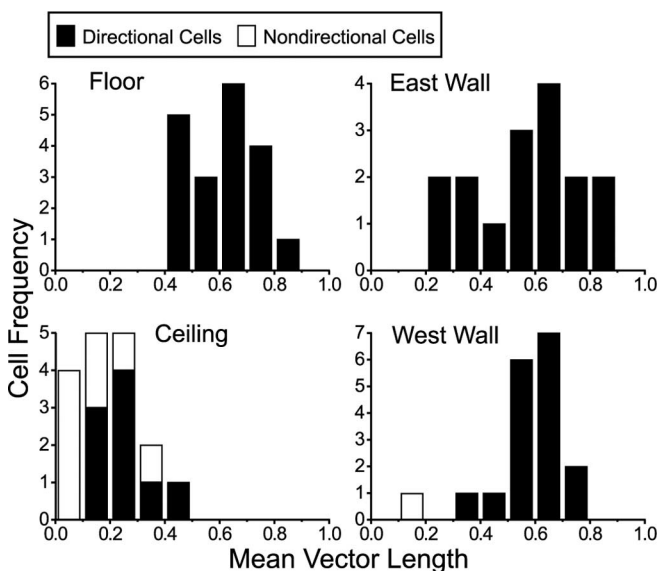 Directional Cells Nondirectional Cells
Floor
6
5
4
3
2
1
0
0.0 0.2 0.4 0.6 0.8 1.0
East Wall
4
3
2
1
0
0.0 0.2 0.4 0.6 0.8 1.0
Cell Frequency
Ceiling
5
4
3
2
1
0
0.0 0.2 0.4 0.6 0.8 1.0
West Wall
7
6
5
4
3
2
1
0
0.0 0.2 0.4 0.6 0.8 1.0
Mean Vector Length